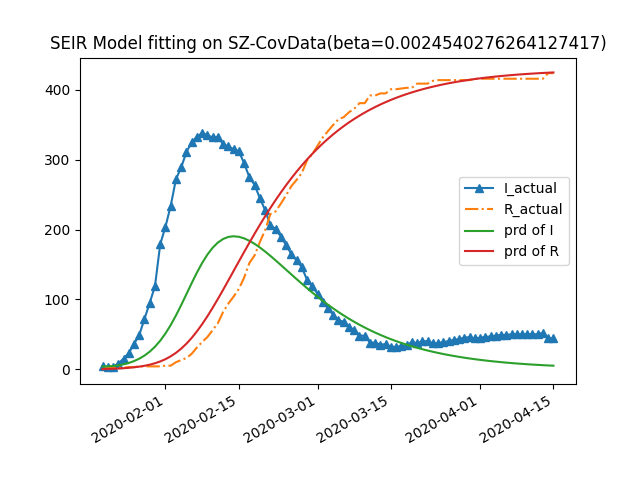 SEIR Model fitting on SZ-CovData(beta=0.0024540276264127417)
400
300
200
100
0
I_actual
R_actual
prd of I
prd of R
2020-02-01
2020-02-15
2020-03-01
2020-03-15
2020-04-01
2020-04-15